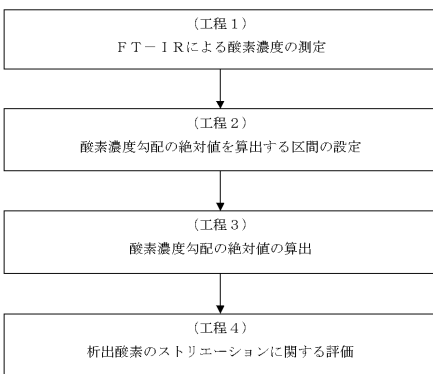 （工程１）
ＦＴ－ＩＲによる酸素濃度の測定
（工程２）
酸素濃度勾配の絶対値を算出する区間の設定
（工程３）
酸素濃度勾配の絶対値の算出
（工程４）
析出酸素のストリエーションに関する評価